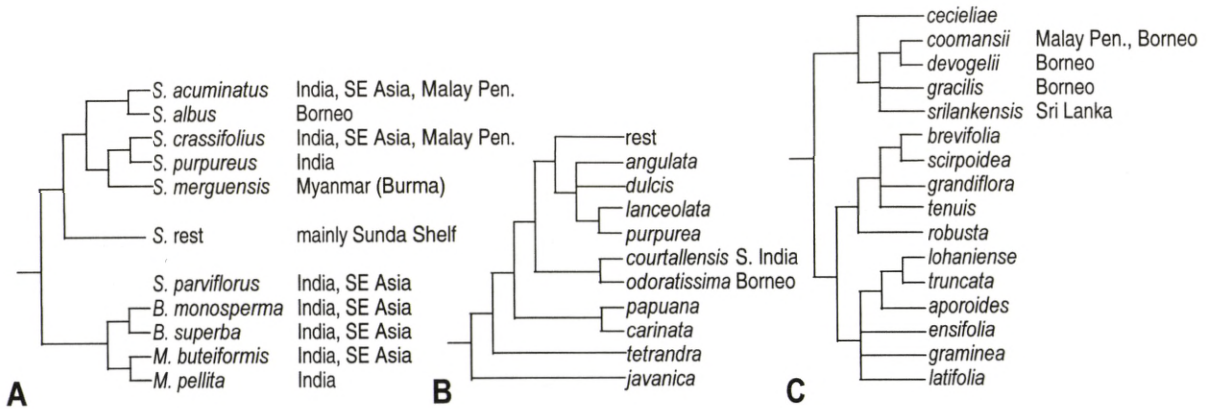 S. acuminatus India, SE Asia, Malay Pen.
S. albus Borneo
S. crassifolius India, SE Asia, Malay Pen.
S. purpureus India
S. merguensis Myanmar (Burma)
S. rest mainly Sunda Shelf
S. parviflorus India, SE Asia
B. monosperma India, SE Asia
B. superba India, SE Asia
M. buteiformis India, SE Asia
M. pellita India
A
rest
angulata
dulcis
lanceolata
purpurea
courtallensis S. India
odoratissima Borneo
papuana
carinata
tetrandra
javanica
B
cecieliae
coomansii Malay Pen., Borneo
devogelii Borneo
gracilis Borneo
srilankensis Sri Lanka
brevifolia
scirpoidea
grandiflora
tenuis
robusta
lohaniense
truncata
aporoides
ensifolia
graminea
latifolia
C